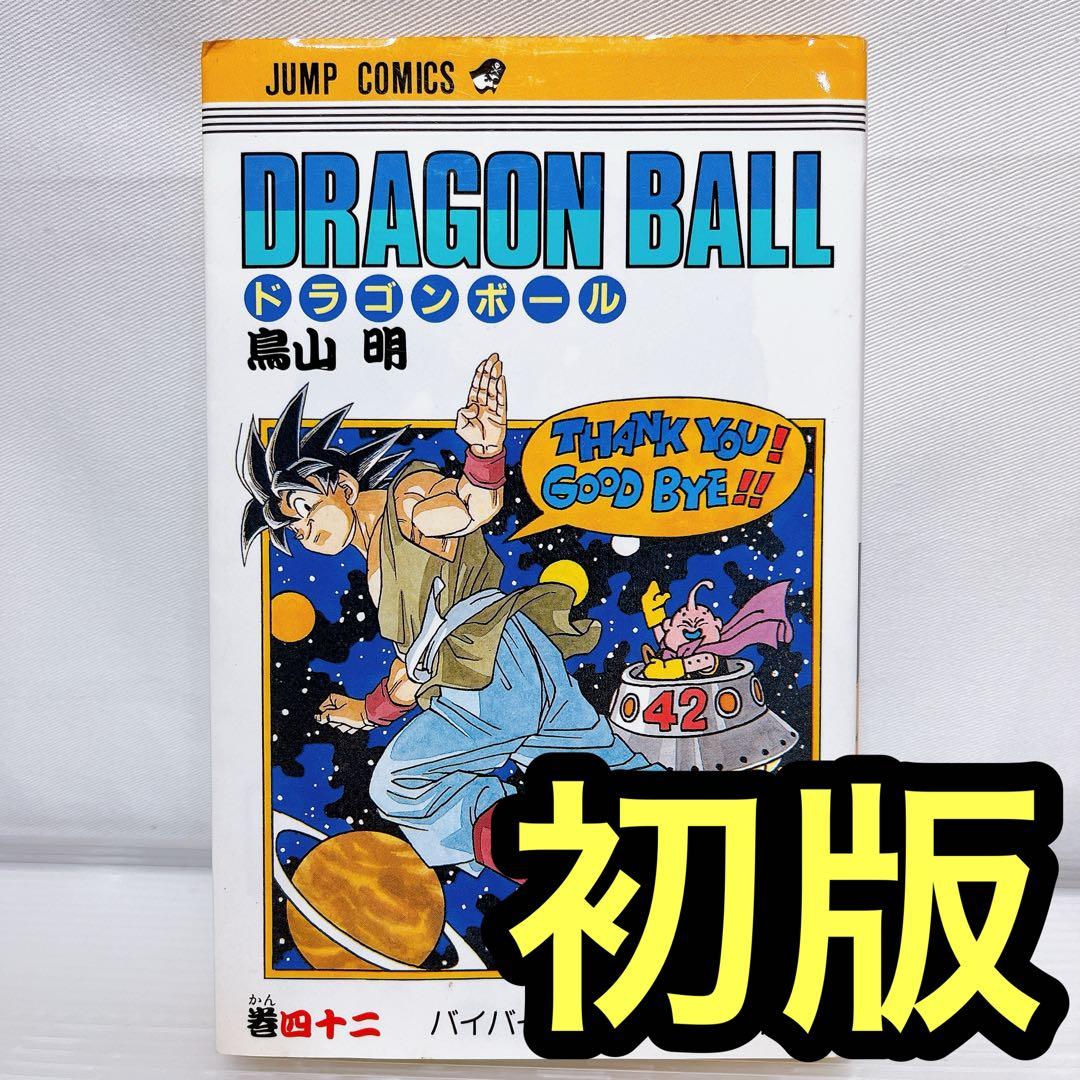 JUMP COMICS
DRAGON BALL
ドラゴンボール
鳥山 明
THANK YOU!
GOOD BYE!!
42
初版
かん
巻四十二 バイバ